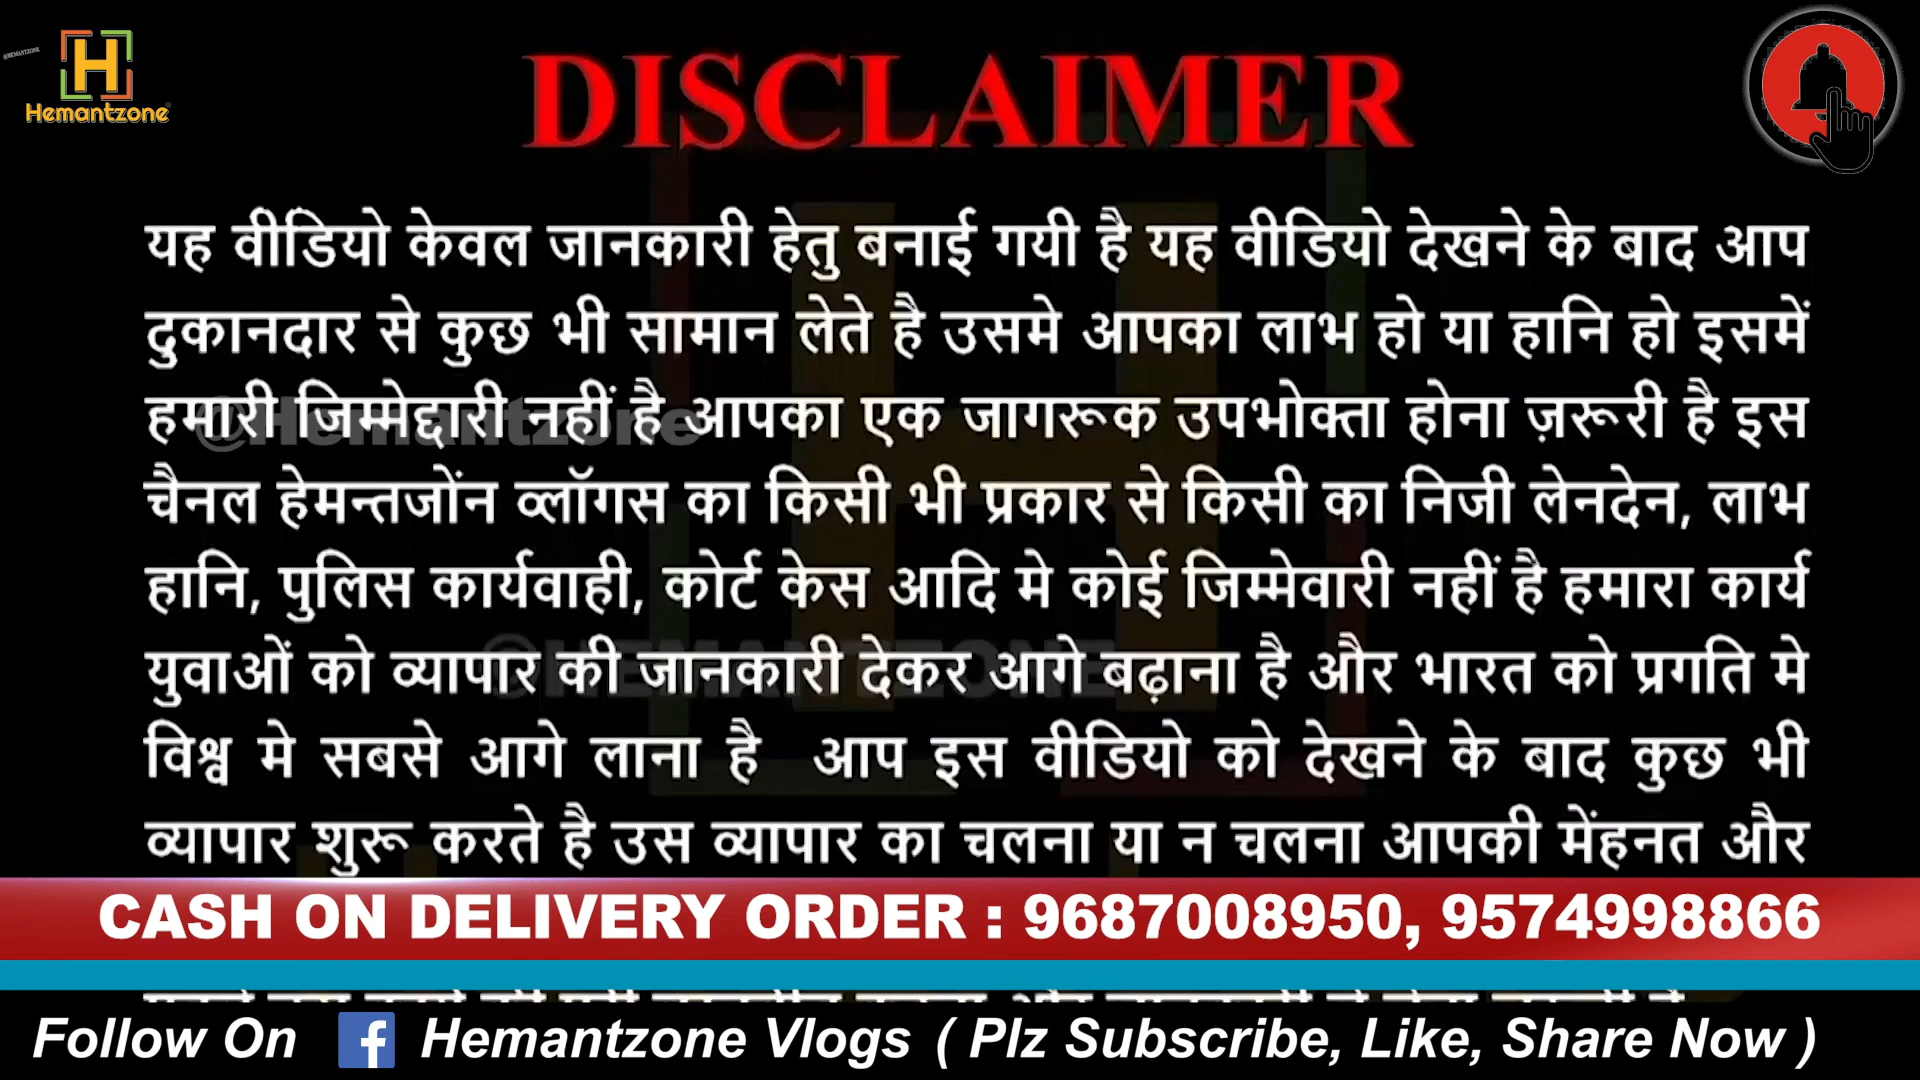 @HEMANTZONE
H
Hemantzone
DISCLAIMER
यह वीडियो केवल जानकारी हेतु बनाई गयी है यह वीडियो देखने के बाद आप
दुकानदार से कुछ भी सामान लेते है उसमे आपका लाभ हो या हानि हो इसमें
हमारी जिम्मेद्दारी नहीं है आपका एक जागरूक उपभोक्ता होना ज़रूरी है इस
@Hemantzone
चैनल हेमन्तजोंन व्लॉगस का किसी भी प्रकार से किसी का निजी लेनदेन, लाभ
हानि, पुलिस कार्यवाही, कोर्ट केस आदि मे कोई जिम्मेवारी नहीं है हमारा कार्य
युवाओं को व्यापार की जानकारी देकर आगे बढ़ाना है और भारत को प्रगति मे
@HEMANTZONE
विश्व मे सबसे आगे लाना है आप इस वीडियो को देखने के बाद कुछ भी
व्यापार शुरू करते है उस व्यापार का चलना या न चलना आपकी मेंहनत और
CASH ON DELIVERY ORDER : 9687008950, 9574998866
Follow On f Hemantzone Vlogs ( Plz Subscribe, Like, Share Now )